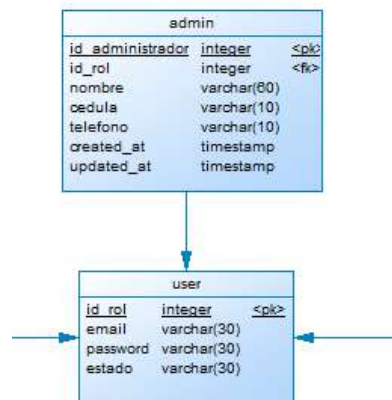 admin
id_administrador integer <pk>
id_rol integer <fk>
nombre varchar(60)
cedula varchar(10)
telefono varchar(10)
created_at timestamp
updated_at timestamp
user
id_rol integer <pk>
email varchar(30)
password varchar(30)
estado varchar(30)